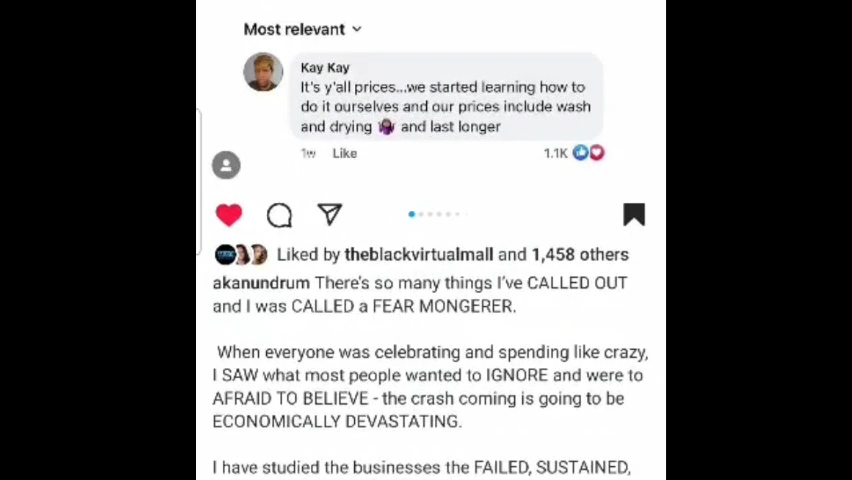 Most relevant
Kay Kay
It's y'all prices...we started learning how to
do it ourselves and our prices include wash
and drying 🤷🏾‍♀️ and last longer
1w Like 1.1K
Liked by theblackvirtualmall and 1,458 others
akanundrum There's so many things I've CALLED OUT
and I was CALLED a FEAR MONGERER.
When everyone was celebrating and spending like crazy,
I SAW what most people wanted to IGNORE and were to
AFRAID TO BELIEVE - the crash coming is going to be
ECONOMICALLY DEVASTATING.
I have studied the businesses the FAILED, SUSTAINED,